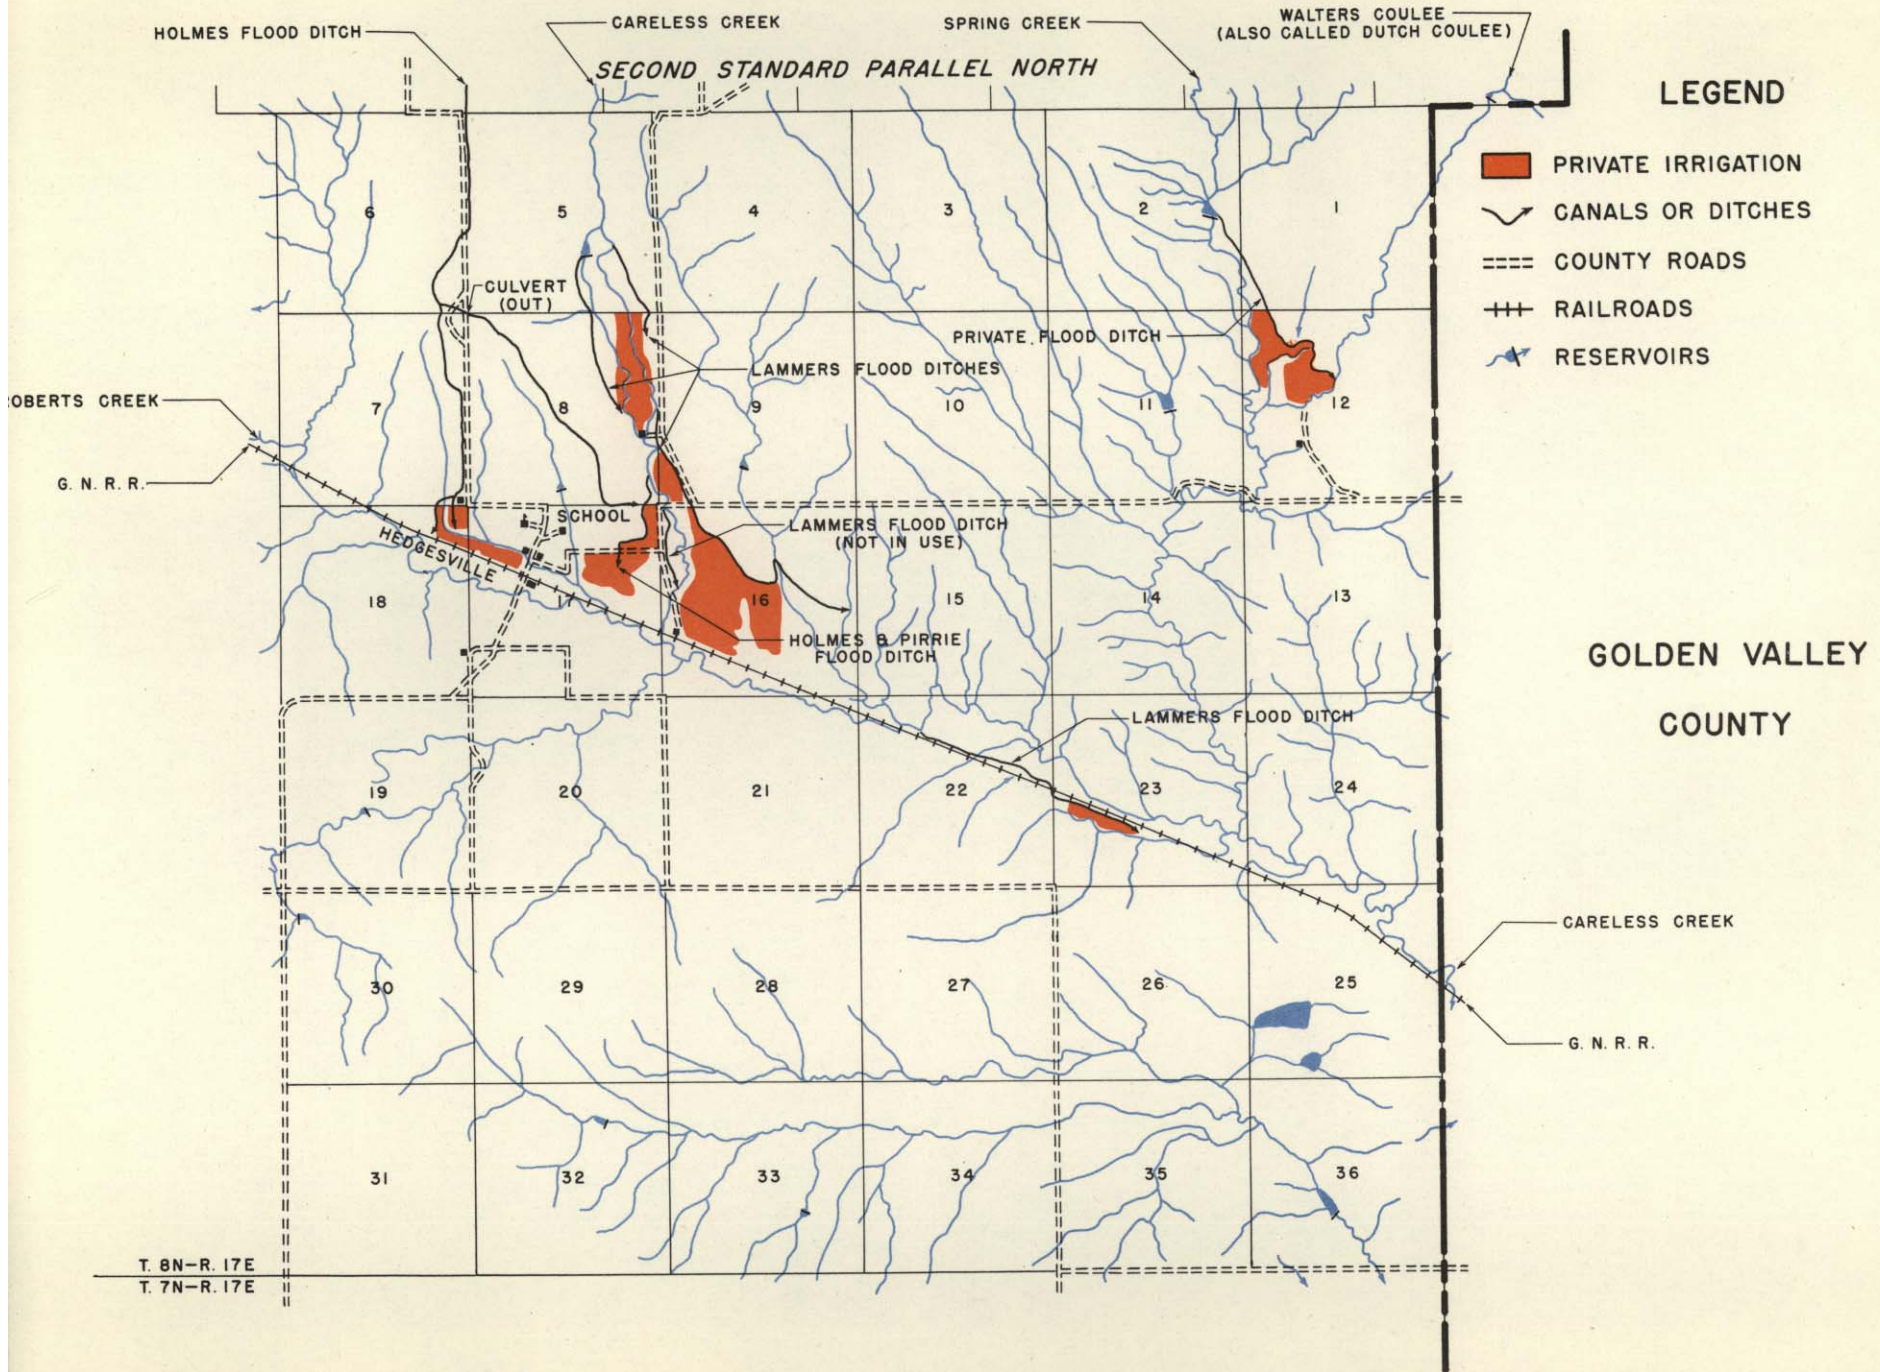 HOLMES FLOOD DITCH
CARELESS CREEK
SPRING CREEK
WALTERS COULEE
(ALSO CALLED DUTCH COULEE)
SECOND STANDARD PARALLEL NORTH
LEGEND
PRIVATE IRRIGATION
CANALS OR DITCHES
COUNTY ROADS
RAILROADS
RESERVOIRS
6
5
4
3
2
1
CULVERT
(OUT)
PRIVATE FLOOD DITCH
LAMMERS FLOOD DITCHES
OBERTS CREEK
7
8
9
10
11
12
G. N. R. R.
SCHOOL
LAMMERS FLOOD DITCH
(NOT IN USE)
HEDGESVILLE
18
17
16
15
14
13
HOLMES & PIRRIE
FLOOD DITCH
GOLDEN VALLEY
COUNTY
LAMMERS FLOOD DITCH
19
20
21
22
23
24
CARELESS CREEK
30
29
28
27
26
25
G. N. R. R.
31
32
33
34
35
36
T. 8N-R. 17E
T. 7N-R. 17E